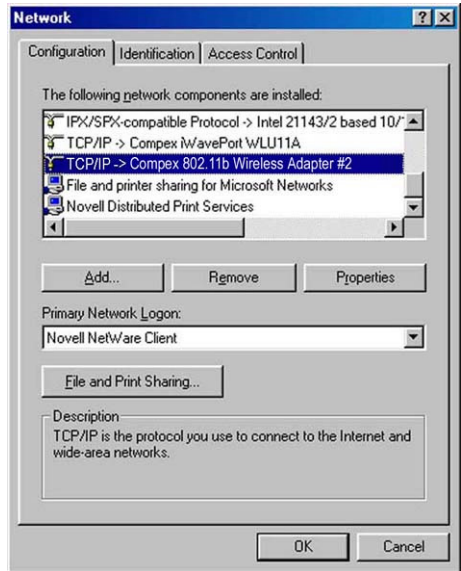 Network
Configuration Identification Access Control
The following network components are installed:
IPX/SPX-compatible Protocol -> Intel 21143/2 based 10/1
TCP/IP -> Compex iWavePort WLU11A
TCP/IP -> Compex 802.11b Wireless Adapter #2
File and printer sharing for Microsoft Networks
Novell Distributed Print Services
Add... Remove Properties
Primary Network Logon:
Novell NetWare Client
File and Print Sharing...
Description
TCP/IP is the protocol you use to connect to the Internet and
wide-area networks.
OK Cancel